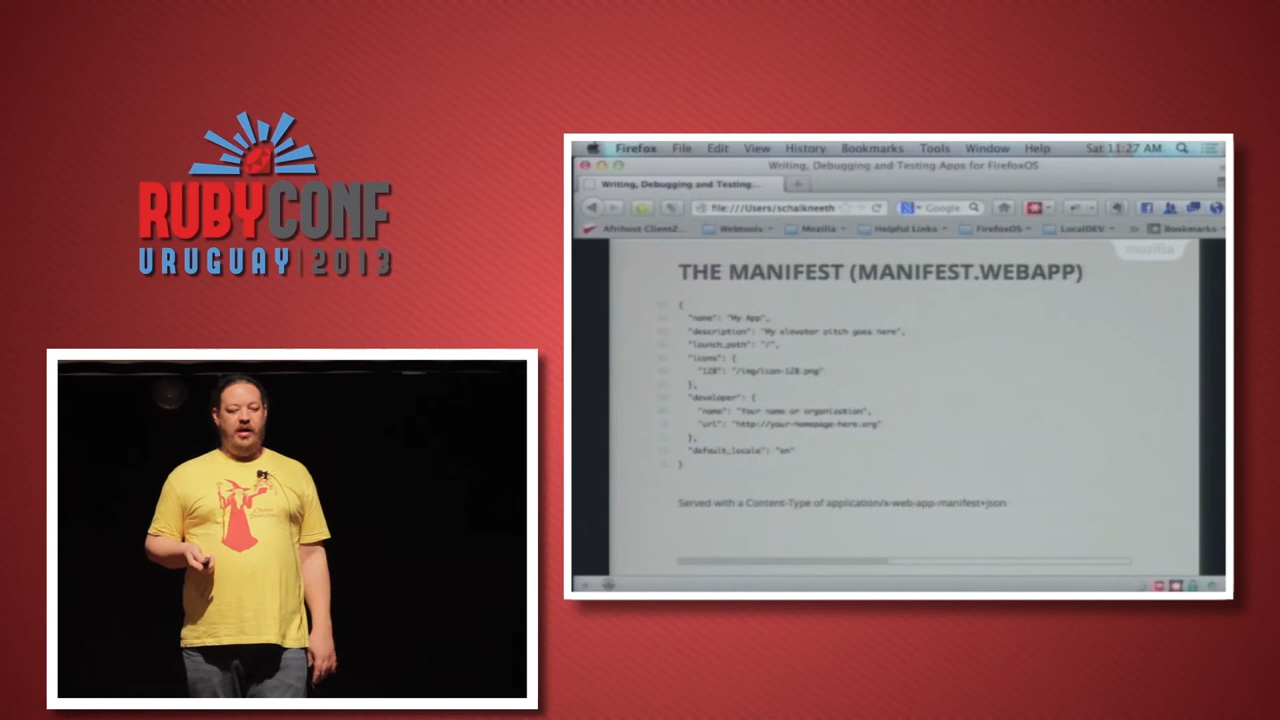 RUBYCONF
URUGUAY|2013
Firefox File Edit View History Bookmarks Tools Window Help Sat 11:27 AM
Writing, Debugging and Testing Apps for FirefoxOS
Writing, Debugging and Testing...
file:///Users/schalkneeth
Google
Afrihost ClientZ... Webtools Mozilla Helpful Links FirefoxOS LocalDEV >> Bookmarks
mozilla
THE MANIFEST (MANIFEST.WEBAPP)
{
"name": "My App",
"description": "My elevator pitch goes here",
"launch_path": "/",
"icons": {
"128": "/img/icon-128.png"
},
"developer": {
"name": "Your name or organization",
"url": "http://your-homepage-here.org"
},
"default_locale": "en"
}
Served with a Content-Type of application/x-web-app-manifest+json